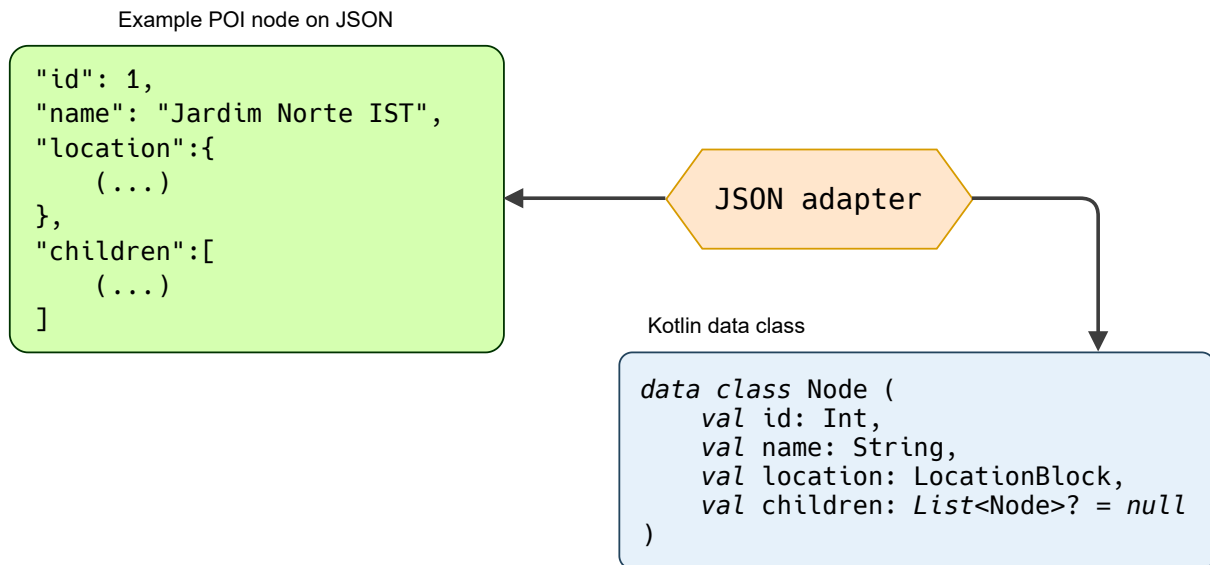 Example POI node on JSON
"id": 1,
"name": "Jardim Norte IST",
"location":{
    (...)
},
"children":[
    (...)
]
JSON adapter
Kotlin data class
data class Node (
    val id: Int,
    val name: String,
    val location: LocationBlock,
    val children: List<Node>? = null
)